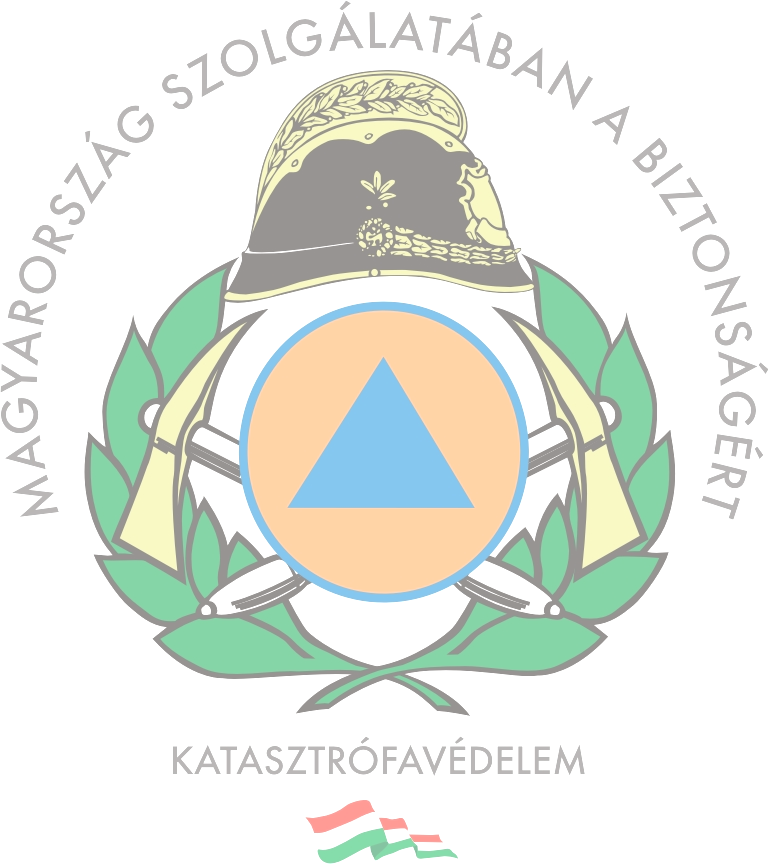 MAGYARORSZÁG SZOLGÁLATÁBAN A BIZTONSÁGÉRT
KATASZTRÓFAVÉDELEM